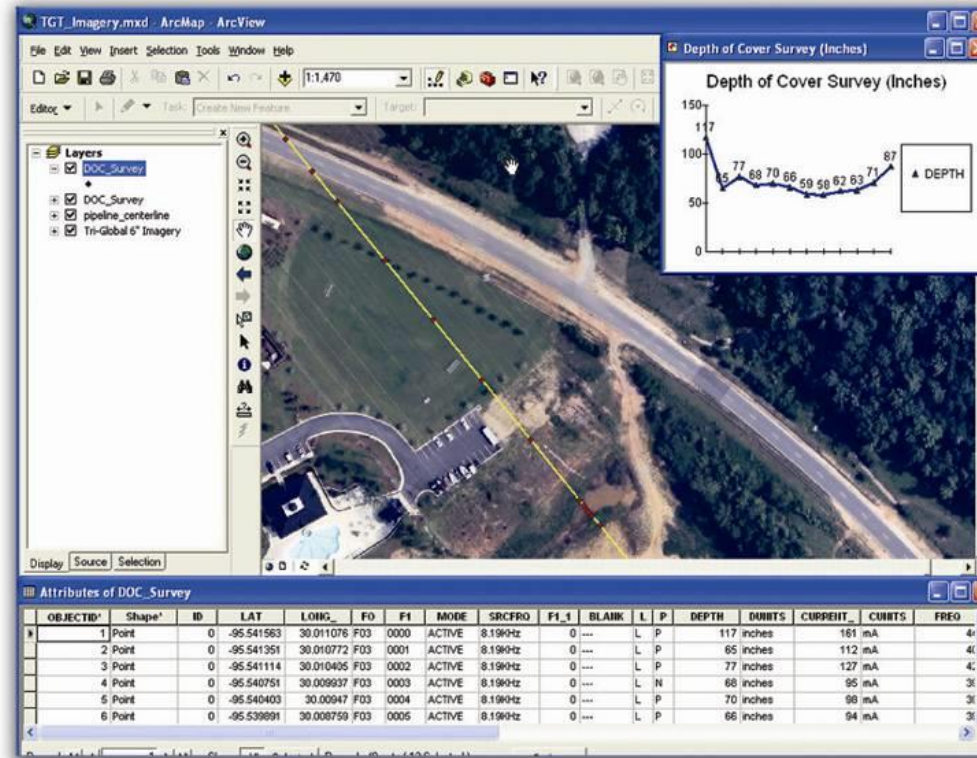 TGT_Imagery.mxd - ArcMap - ArcView
File Edit View Insert Selection Tools Window Help
1:1,470
Editor Task: Create New Feature Target:
Layers
DOC_Survey
DOC_Survey
pipeline_centerline
Tri-Global 6" Imagery
Display Source Selection
Depth of Cover Survey (Inches)
Depth of Cover Survey (Inches)
150
117
100
87
77
68 70 66
65
59 58 62 63 71
50
0
DEPTH
Attributes of DOC_Survey
OBJECTID* Shape* ID LAT LONG_ FO F1 MODE SRCFRO F1_1 BLANK L P DEPTH DUNITS CURRENT_ CUNITS FREO
1 Point 0 -95.541563 30.011076 F03 0000 ACTIVE 8.19KHz 0 --- L P 117 inches 161 mA
2 Point 0 -95.541351 30.010772 F03 0001 ACTIVE 8.19KHz 0 --- L P 65 inches 112 mA
3 Point 0 -95.541114 30.010405 F03 0002 ACTIVE 8.19KHz 0 --- L P 77 inches 127 mA
4 Point 0 -95.540751 30.009937 F03 0003 ACTIVE 8.19KHz 0 --- L N 68 inches 95 mA
5 Point 0 -95.540403 30.00947 F03 0004 ACTIVE 8.19KHz 0 --- L P 70 inches 98 mA
6 Point 0 -95.539891 30.008759 F03 0005 ACTIVE 8.19KHz 0 --- L P 66 inches 94 mA